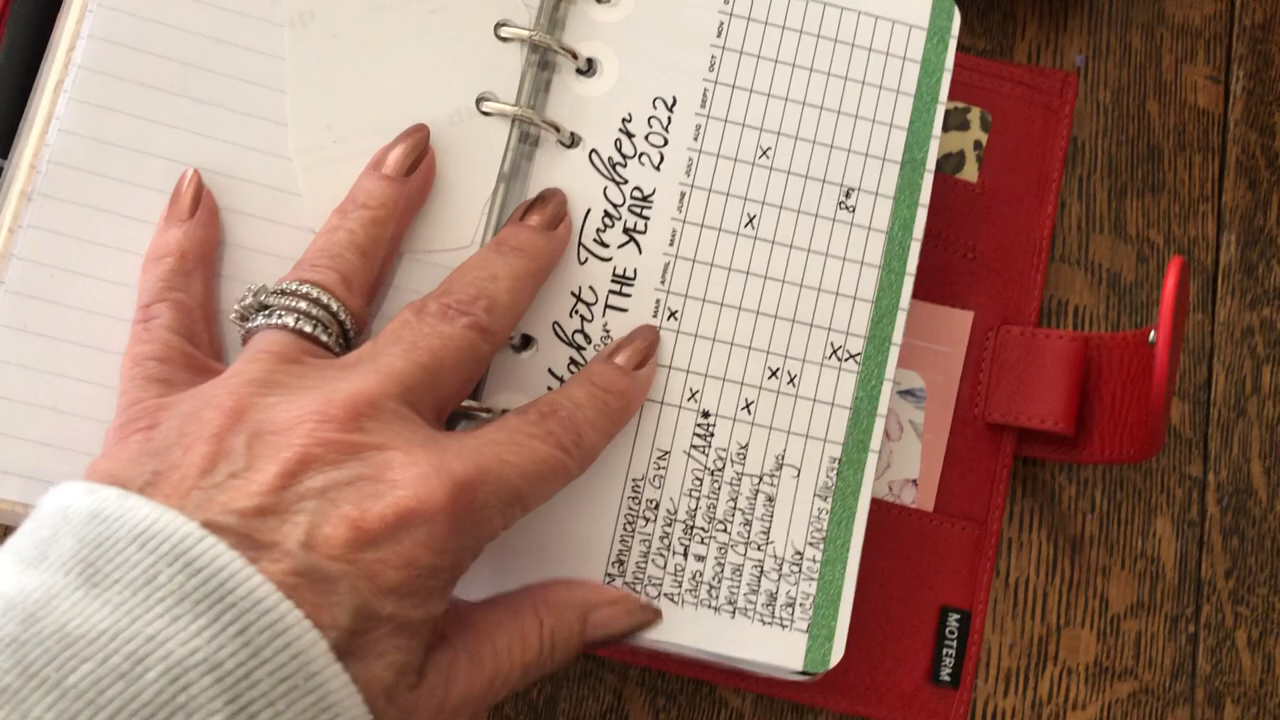 Habit Tracker
For THE YEAR 2022
MAR APRIL MAY JUNE JULY AUG SEPT OCT NOV
Mammogram
Annual OB GYN
Oil Change
Auto Inspection/AAA*
Tags & Registration
Personal Properties Tax
Dental Cleaning
Annual Routine Phys
Hair Cut
Hair Color
Lucy-Vet Appts Allergy
X
X
X X
X
X
X
X
X
X
8th
MOTERM